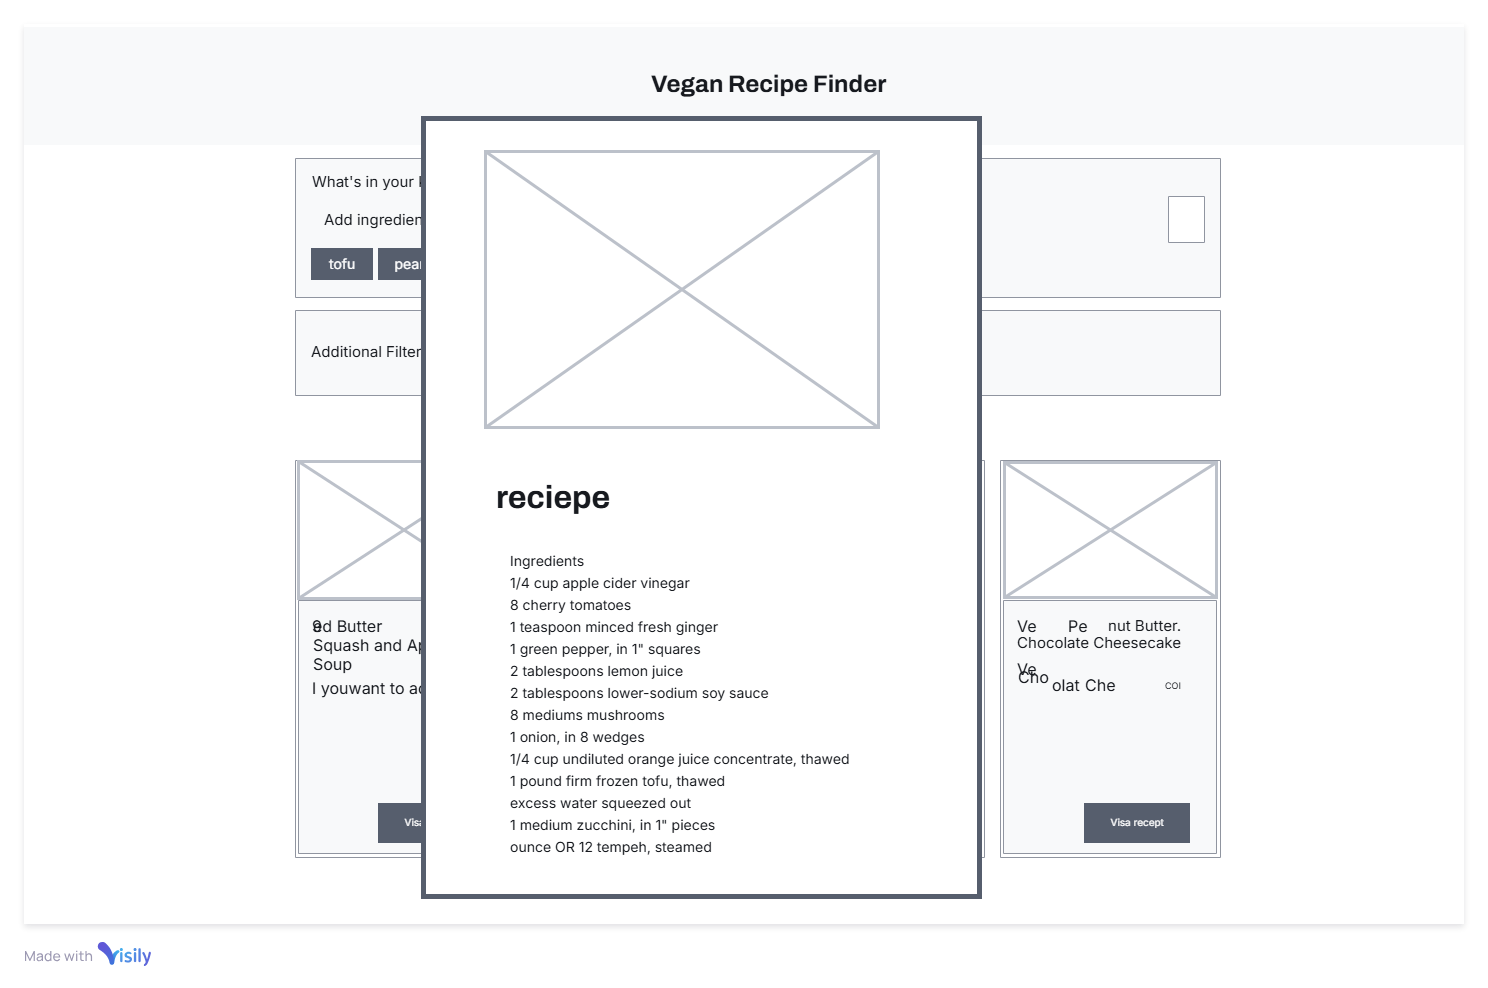 Vegan Recipe Finder
What's in your
Add ingredien
tofu
Additional Filter
reciepe
Ingredients
1/4 cup apple cider vinegar
8 cherry tomatoes
1 teaspoon minced fresh ginger
1 green pepper, in 1" squares
2 tablespoons lemon juice
2 tablespoons lower-sodium soy sauce
8 mediums mushrooms
1 onion, in 8 wedges
1/4 cup undiluted orange juice concentrate, thawed
1 pound firm frozen tofu, thawed
excess water squeezed out
1 medium zucchini, in 1" pieces
ounce OR 12 tempeh, steamed
ed Butter
Squash and Ap
Soup
I youwant to ad
Visa
Ve Pe nut Butter.
Chocolate Cheesecake
Ve
Cho
olat Che COI
Visa recept
Made with Visily